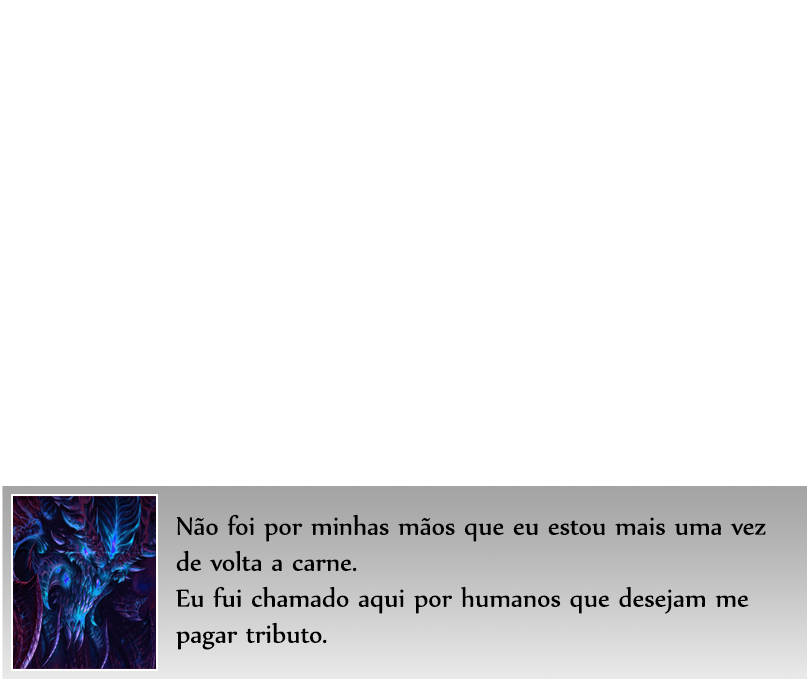 Não foi por minhas mãos que eu estou mais uma vez
de volta a carne.
Eu fui chamado aqui por humanos que desejam me
pagar tributo.